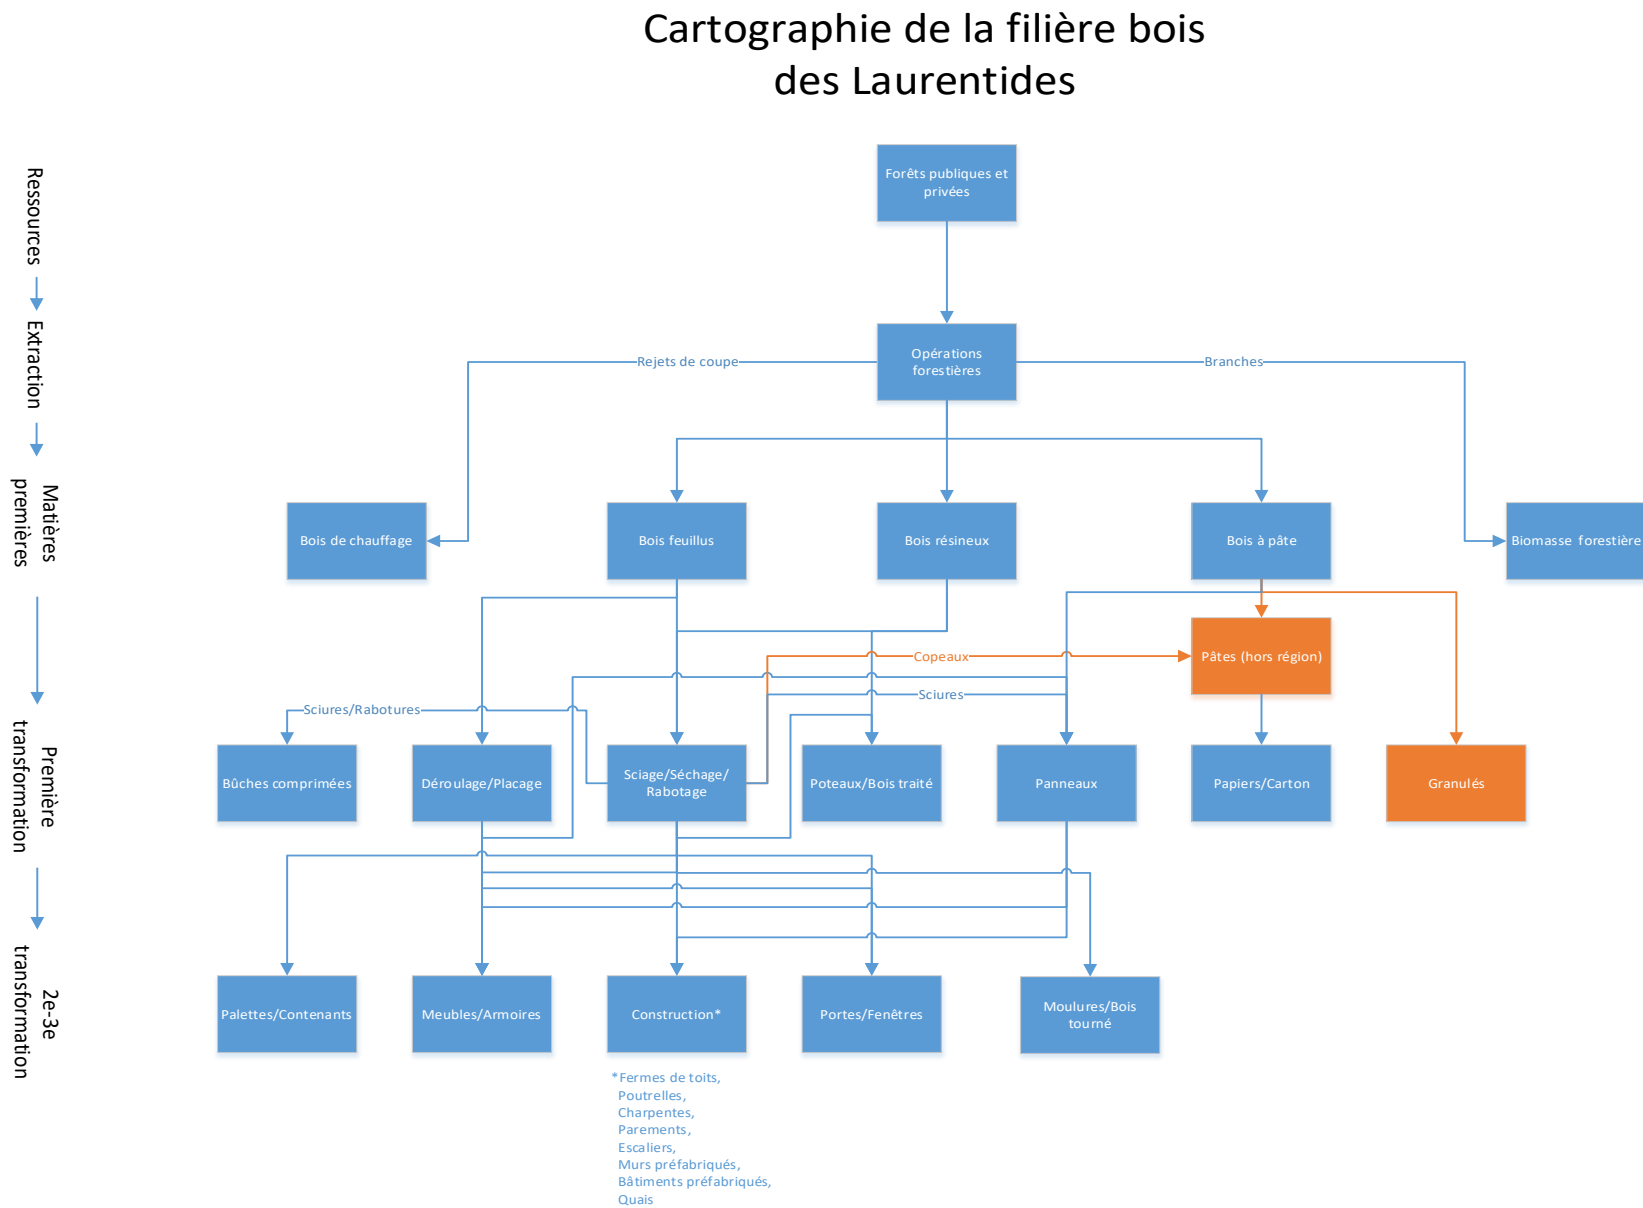 Cartographie de la filière bois
des Laurentides
Ressources
Extraction
Matières
premières
Première
transformation
2e-3e
transformation
Forêts publiques et
privées
Opérations
forestières
Rejets de coupe
Branches
Bois de chauffage
Bois feuillus
Bois résineux
Bois à pâte
Biomasse forestière
Copeaux
Pâtes (hors région)
Sciures
Sciures/Rabotures
Bûches comprimées
Déroulage/Placage
Sciage/Séchage/
Rabotage
Poteaux/Bois traité
Panneaux
Papiers/Carton
Granulés
Palettes/Contenants
Meubles/Armoires
Construction*
Portes/Fenêtres
Moulures/Bois
tourné
*Fermes de toits,
Poutrelles,
Charpentes,
Parements,
Escaliers,
Murs préfabriqués,
Bâtiments préfabriqués,
Quais